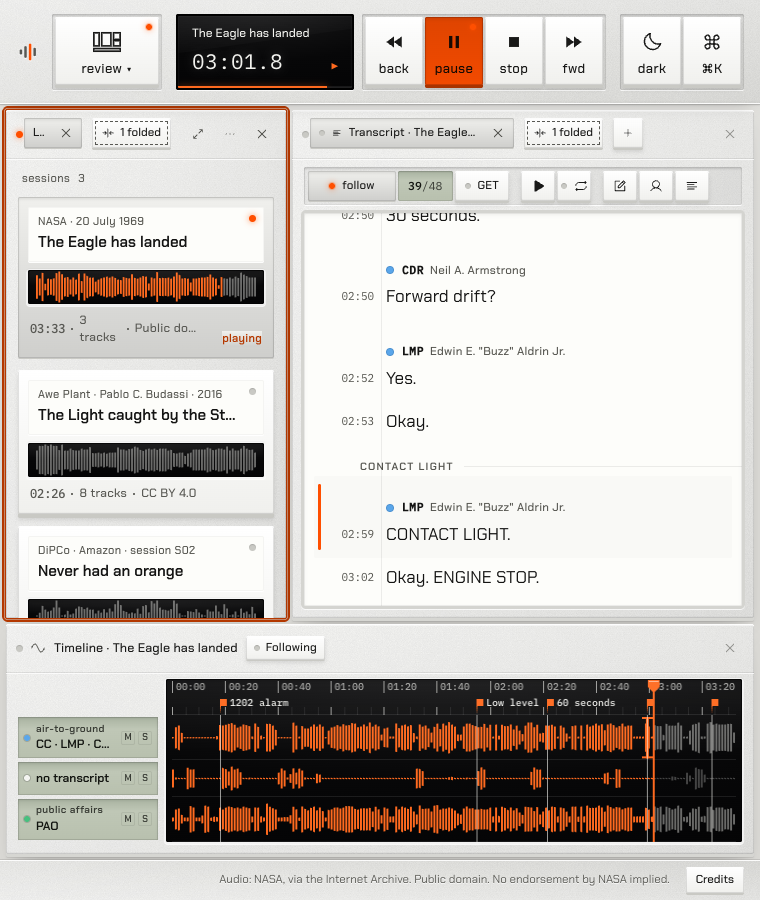 review ▾
The Eagle has landed
03:01.8
back
pause
stop
fwd
dark
⌘K
L..
1 folded
...
sessions 3
NASA · 20 July 1969
The Eagle has landed
03:33 · 3 tracks · Public do...
playing
Awe Plant · Pablo C. Budassi · 2016
The Light caught by the St...
02:26 · 8 tracks · CC BY 4.0
DiPCo · Amazon · session S02
Never had an orange
Transcript · The Eagle...
1 folded
+
follow
39/48
GET
02:50 30 seconds.
CDR Neil A. Armstrong
02:50 Forward drift?
LMP Edwin E. "Buzz" Aldrin Jr.
02:52 Yes.
02:53 Okay.
CONTACT LIGHT
LMP Edwin E. "Buzz" Aldrin Jr.
02:59 CONTACT LIGHT.
03:02 Okay. ENGINE STOP.
Timeline · The Eagle has landed
Following
00:00 00:20 00:40 01:00 01:20 01:40 02:00 02:20 02:40 3:00 03:20
1202 alarm Low level 60 seconds
air-to-ground
CC · LMP · C... M S
no transcript M S
public affairs
PAO M S
Audio: NASA, via the Internet Archive. Public domain. No endorsement by NASA implied.
Credits